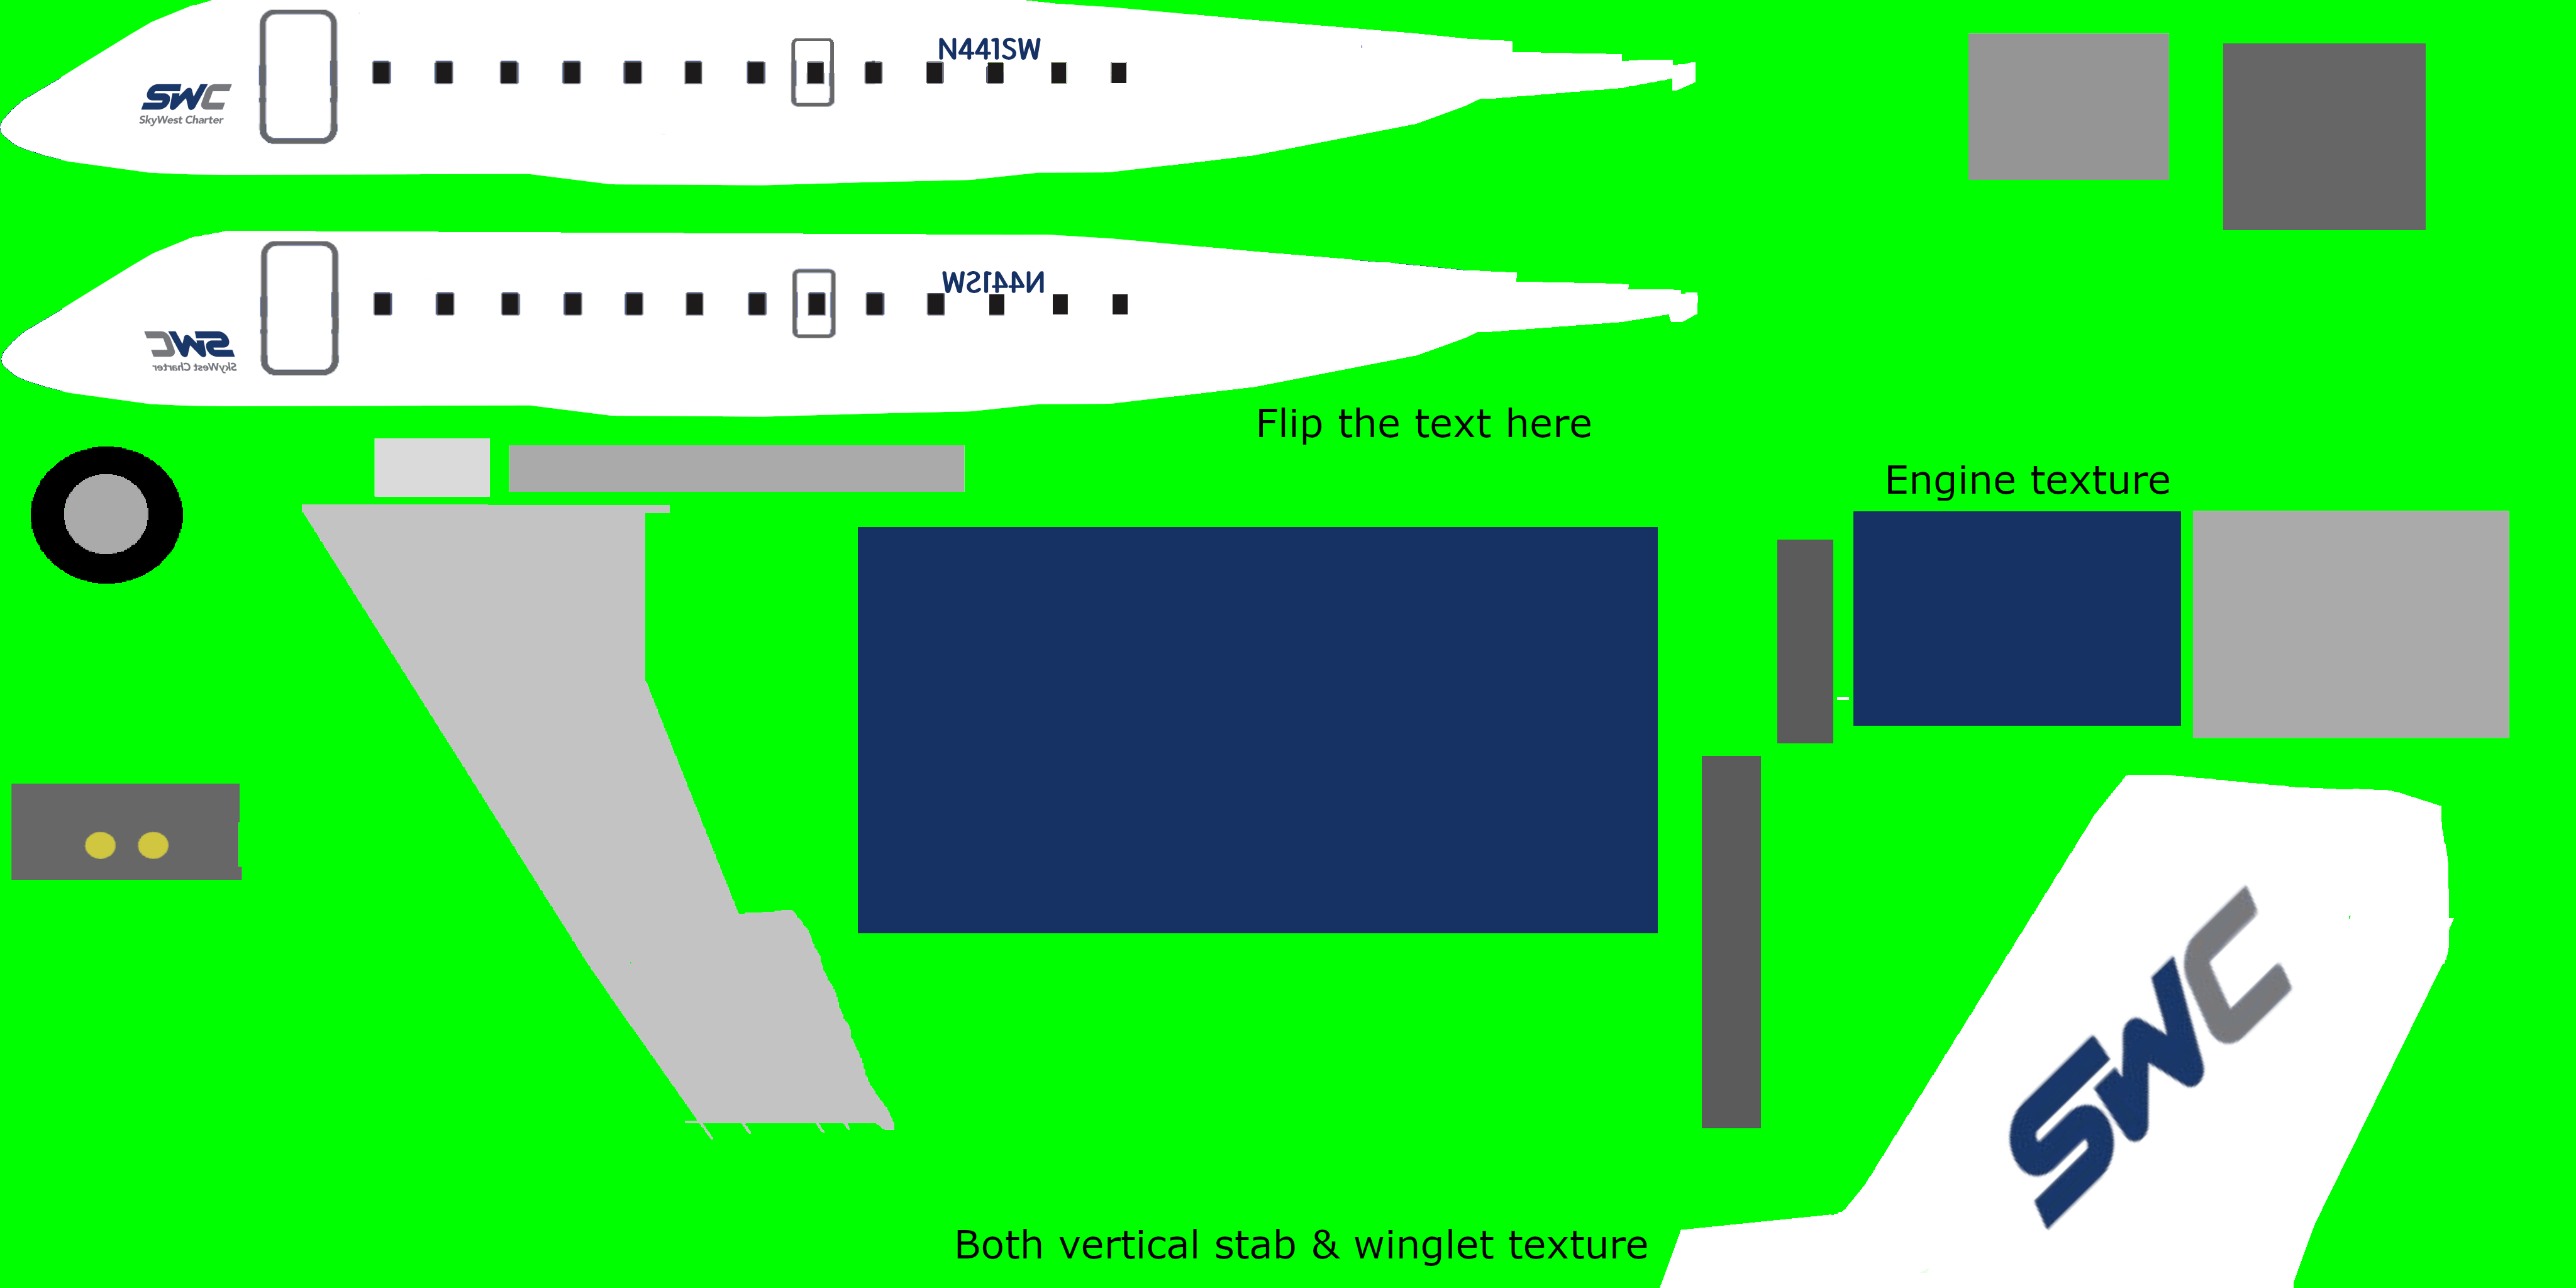 N441SW
SWC
SkyWest Charter
N441SW
SWC
SkyWest Charter
Flip the text here
Engine texture
SWC
Both vertical stab & winglet texture